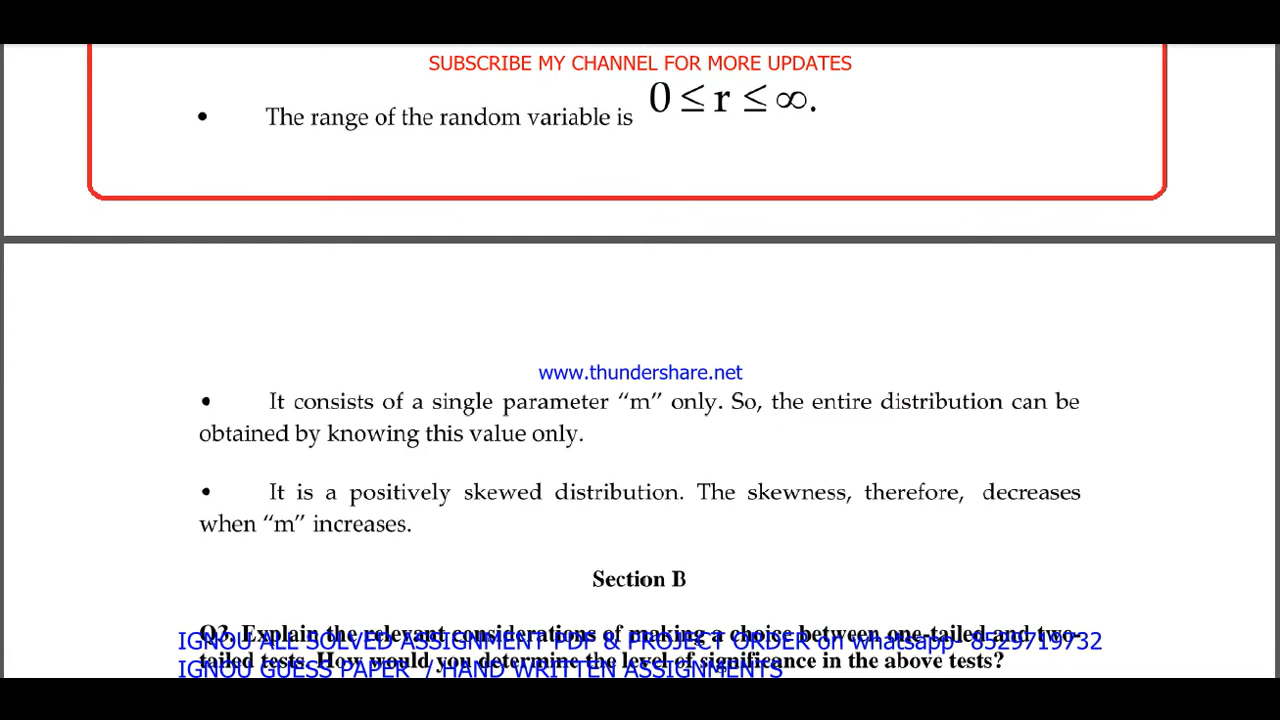 SUBSCRIBE MY CHANNEL FOR MORE UPDATES
• The range of the random variable is 0 ≤ r ≤ ∞.
www.thundershare.net
• It consists of a single parameter “m” only. So, the entire distribution can be
obtained by knowing this value only.
• It is a positively skewed distribution. The skewness, therefore, decreases
when “m” increases.
Section B
Q3. Explain the relevant considerations of making a choice between one-tailed and two-
IGNOU ALL SOLVED ASSIGNMENT PDF & PROJECT ORDER on whatsapp- 8529719732
tailed tests. How would you determine the level of significance in the above tests?
IGNOU GUESS PAPER / HAND WRITTEN ASSIGNMENTS